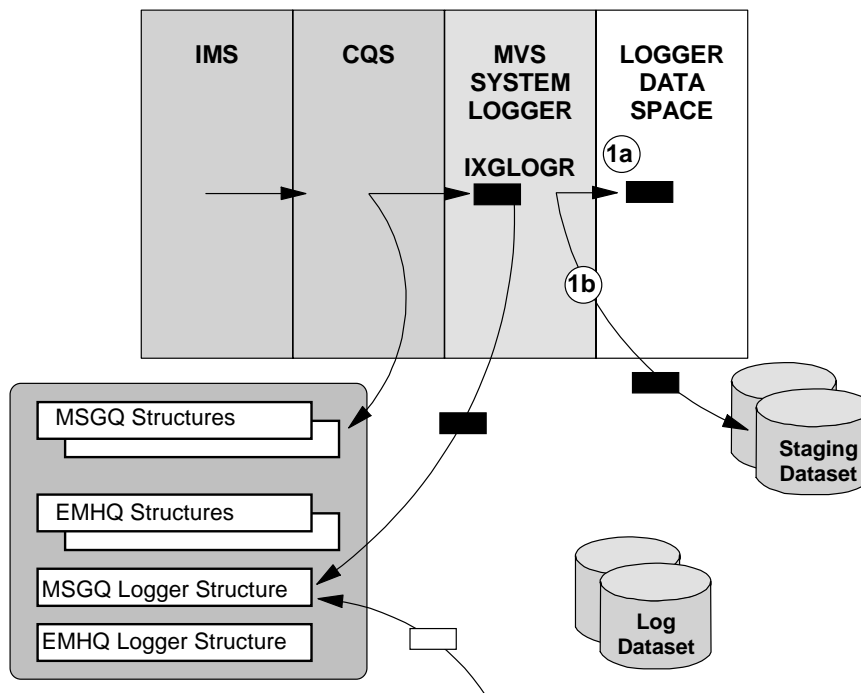 IMS
CQS
MVS
SYSTEM
LOGGER
IXGLOGR
LOGGER
DATA
SPACE
1a
1b
MSGQ Structures
EMHQ Structures
MSGQ Logger Structure
EMHQ Logger Structure
Staging
Dataset
Log
Dataset